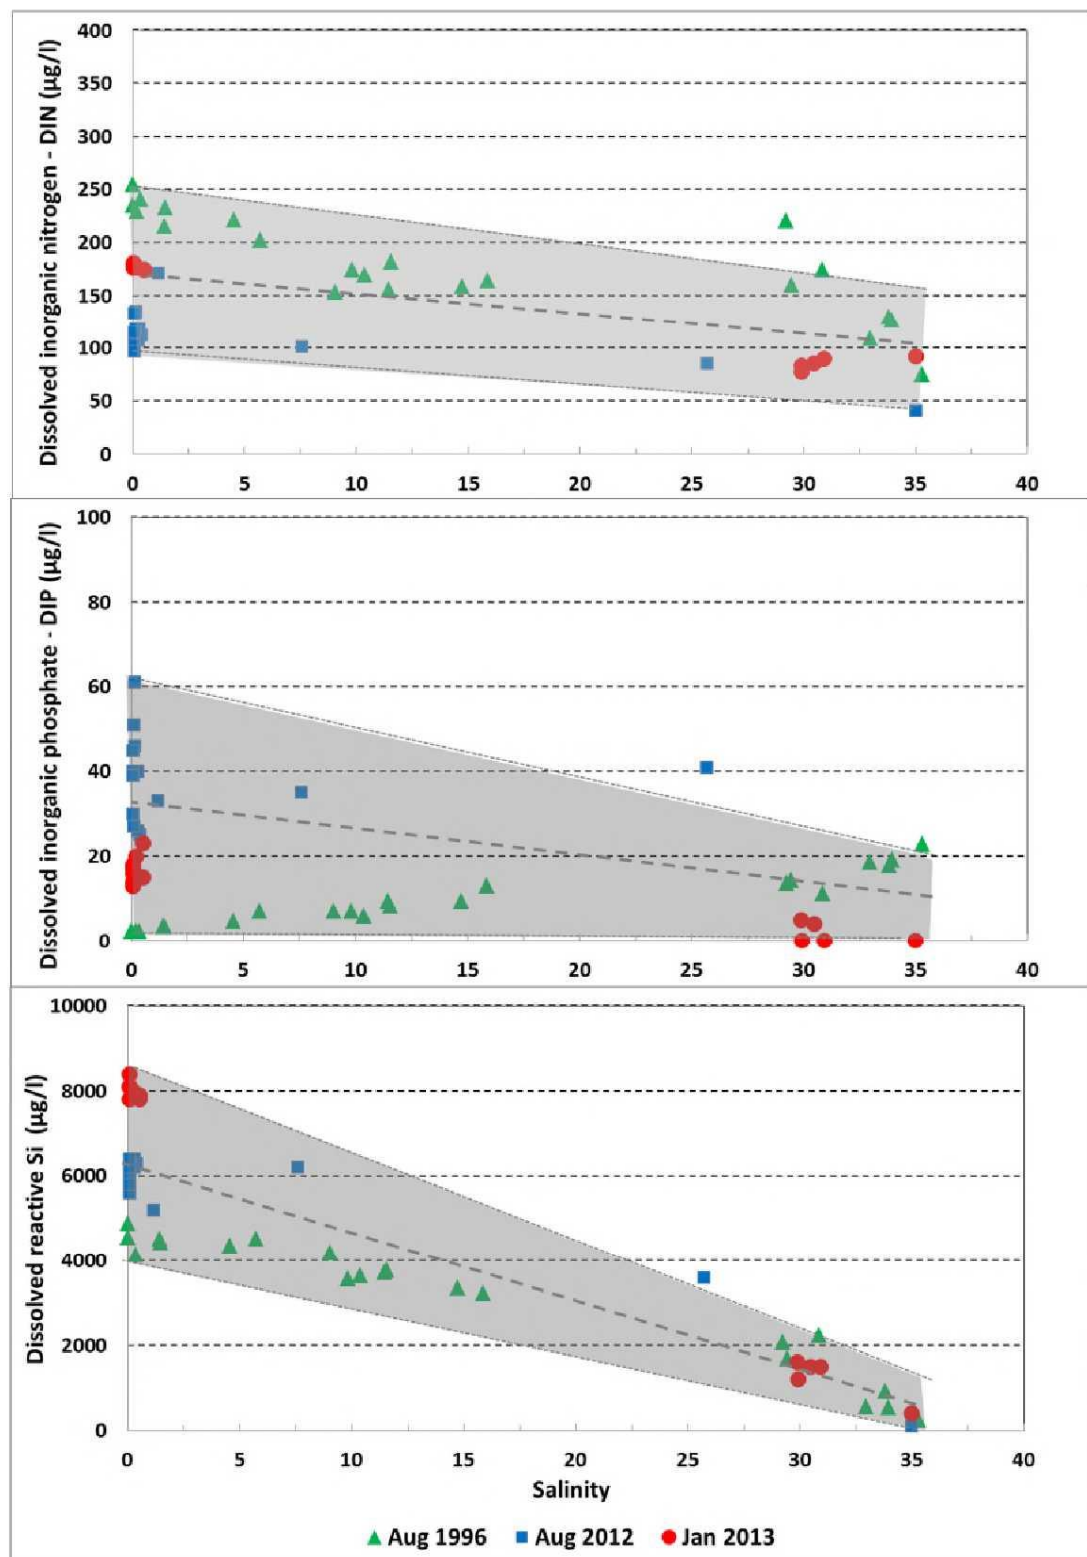 Dissolved inorganic nitrogen - DIN (µg/l)
400
350
300
250
200
150
100
50
0
0 5 10 15 20 25 30 35 40
Dissolved inorganic phosphate - DIP (µg/l)
100
80
60
40
20
0
0 5 10 15 20 25 30 35 40
Dissolved reactive Si (µg/l)
10000
8000
6000
4000
2000
0
0 5 10 15 20 25 30 35 40
Salinity
Aug 1996 Aug 2012 Jan 2013